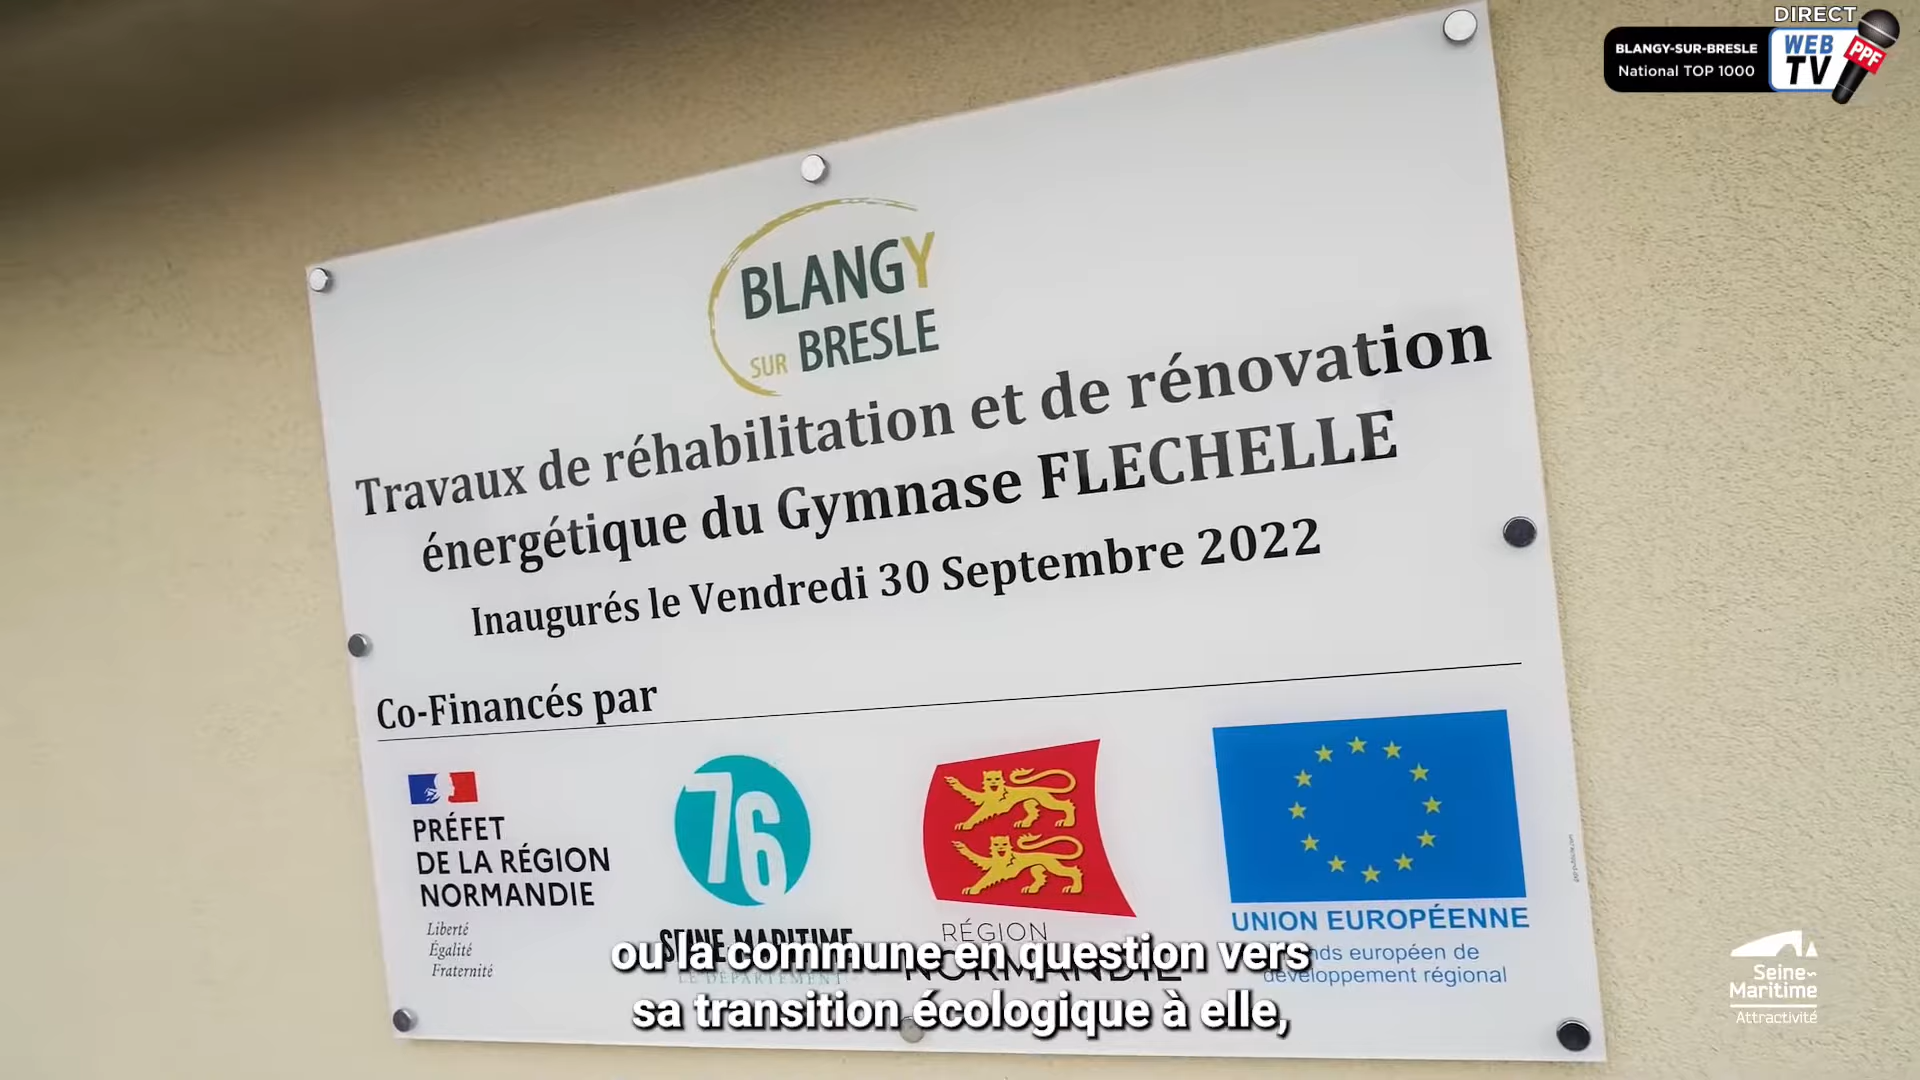 DIRECT
BLANGY-SUR-BRESLE
National TOP 1000
WEB
TV
PPF
BLANGY
SUR BRESLE
Travaux de réhabilitation et de rénovation
énergétique du Gymnase FLECHELLE
Inaugurés le Vendredi 30 Septembre 2022
Co-Financés par
PRÉFET
DE LA RÉGION
NORMANDIE
Liberté
Égalité
Fraternité
76
SEINE-MARITIME
LE DÉPARTEMENT
RÉGION
NORMANDIE
UNION EUROPÉENNE
européen de
développement régional
ou la commune en question vers
sa transition écologique à elle,
Seine-
Maritime
Attractivité